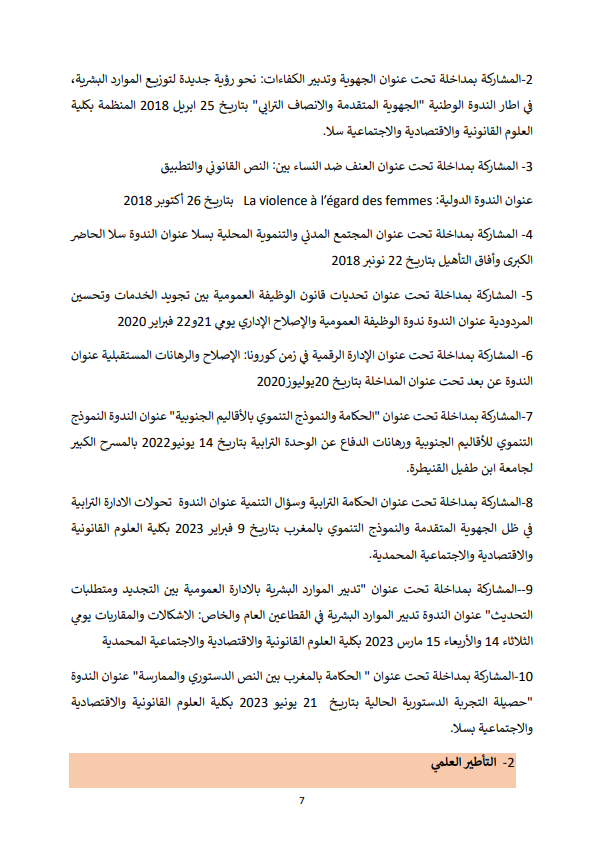 2-المشاركة بمداخلة تحت عنوان الجهوية وتدبير الكفاءات: نحو رؤية جديدة لتوزيع الموارد البشرية،
في اطار الندوة الوطنية "الجهوية المتقدمة والانصاف الترابي" بتاريخ 25 ابريل 2018 المنظمة بكلية
العلوم القانونية والاقتصادية والاجتماعية سلا.
3- المشاركة بمداخلة تحت عنوان العنف ضد النساء بين: النص القانوني والتطبيق
عنوان الندوة الدولية: La violence à l’égard des femmes بتاريخ 26 أكتوبر 2018
4- المشاركة بمداخلة تحت عنوان المجتمع المدني والتنموية المحلية بسلا عنوان الندوة سلا الحاضر
الكبرى وأفاق التأهيل بتاريخ 22 نونبر 2018
5- المشاركة بمداخلة تحت عنوان تحديات قانون الوظيفة العمومية بين تجويد الخدمات وتحسين
المردودية عنوان الندوة ندوة الوظيفة العمومية والإصلاح الإداري يومي 21و22 فبراير 2020
6- المشاركة بمداخلة تحت عنوان الإدارة الرقمية في زمن كورونا: الإصلاح والرهانات المستقبلية عنوان
الندوة عن بعد تحت عنوان المداخلة بتاريخ 20يوليوز2020
7-المشاركة بمداخلة تحت عنوان "الحكامة والنموذج التنموي بالأقاليم الجنوبية" عنوان الندوة النموذج
التنموي للأقاليم الجنوبية ورهانات الدفاع عن الوحدة الترابية بتاريخ 14 يونيو2022 بالمسرح الكبير
لجامعة ابن طفيل القنيطرة.
8-المشاركة بمداخلة تحت عنوان الحكامة الترابية وسؤال التنمية عنوان الندوة تحولات الادارة الترابية
في ظل الجهوية المتقدمة والنموذج التنموي بالمغرب بتاريخ 9 فبراير 2023 بكلية العلوم القانونية
والاقتصادية والاجتماعية المحمدية.
9--المشاركة بمداخلة تحت عنوان "تدبير الموارد البشرية بالادارة العمومية بين التجديد ومتطلبات
التحديث" عنوان الندوة تدبير الموارد البشرية في القطاعين العام والخاص: الاشكالات والمقاربات يومي
الثلاثاء 14 والأربعاء 15 مارس 2023 بكلية العلوم القانونية والاقتصادية والاجتماعية المحمدية
10-المشاركة بمداخلة تحت عنوان " الحكامة بالمغرب بين النص الدستوري والممارسة" عنوان الندوة
"حصيلة التجربة الدستورية الحالية بتاريخ 21 يونيو 2023 بكلية العلوم القانونية والاقتصادية
والاجتماعية بسلا.
2- التأطير العلمي
7